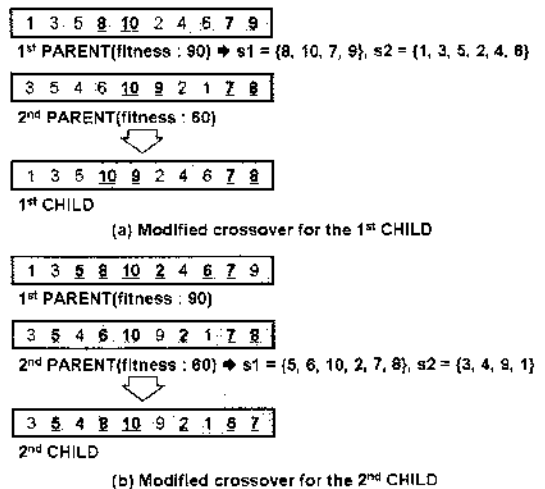 1 3 5 8 10 2 4 6 7 9
1st PARENT(fitness : 90) ➔ s1 = {8, 10, 7, 9}, s2 = {1, 3, 5, 2, 4, 6}
3 5 4 6 10 9 2 1 7 8
2nd PARENT(fitness : 60)
1 3 5 10 9 2 4 6 7 8
1st CHILD
(a) Modified crossover for the 1st CHILD
1 3 5 8 10 2 4 6 7 9
1st PARENT(fitness : 90)
3 5 4 6 10 9 2 1 7 8
2nd PARENT(fitness : 60) ➔ s1 = {5, 6, 10, 2, 7, 8}, s2 = {3, 4, 9, 1}
3 5 4 8 10 9 2 1 6 7
2nd CHILD
(b) Modified crossover for the 2nd CHILD